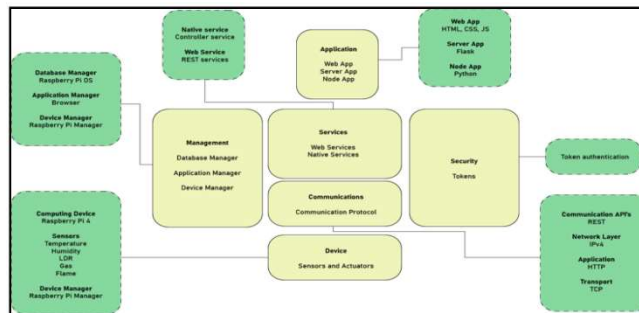 Native service
Controller service
Web Service
REST services
Application
Web App
Server App
Node App
Web App
HTML, CSS, JS
Server App
Flask
Node App
Python
Database Manager
Raspberry Pi OS
Application Manager
Browser
Device Manager
Raspberry Pi Manager
Management
Database Manager
Application Manager
Device Manager
Services
Web Services
Native Services
Security
Tokens
Token authentication
Communications
Communication Protocol
Computing Device
Raspberry Pi 4
Sensors
Temperature
Humidity
LDR
Gas
Flame
Device Manager
Raspberry Pi Manager
Device
Sensors and Actuators
Communication API's
REST
Network Layer
IPv4
Application
HTTP
Transport
TCP